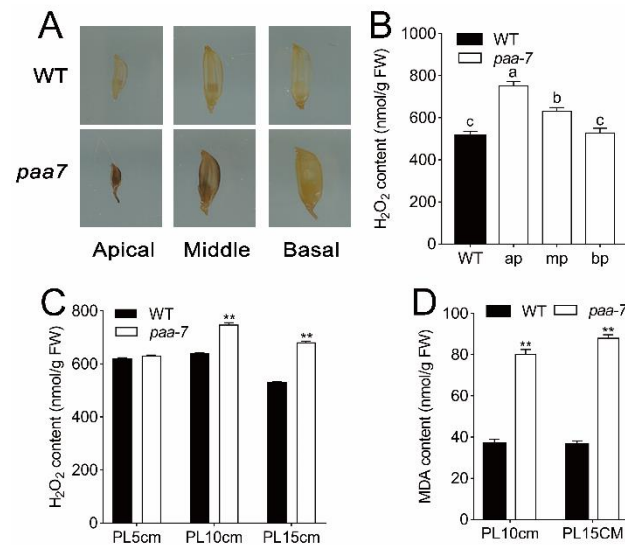 A
WT
paa7
Apical Middle Basal
B
WT
paa-7
H₂O₂ content (nmol/g FW)
1000
800
600
400
200
0
c
a
b
c
WT ap mp bp
C
WT
paa-7
H₂O₂ content (nmol/g FW)
800
600
400
200
0
**
**
PL5cm PL10cm PL15cm
D
WT paa-7
MDA content (nmol/g FW)
100
80
60
40
20
0
**
**
PL10cm PL15CM